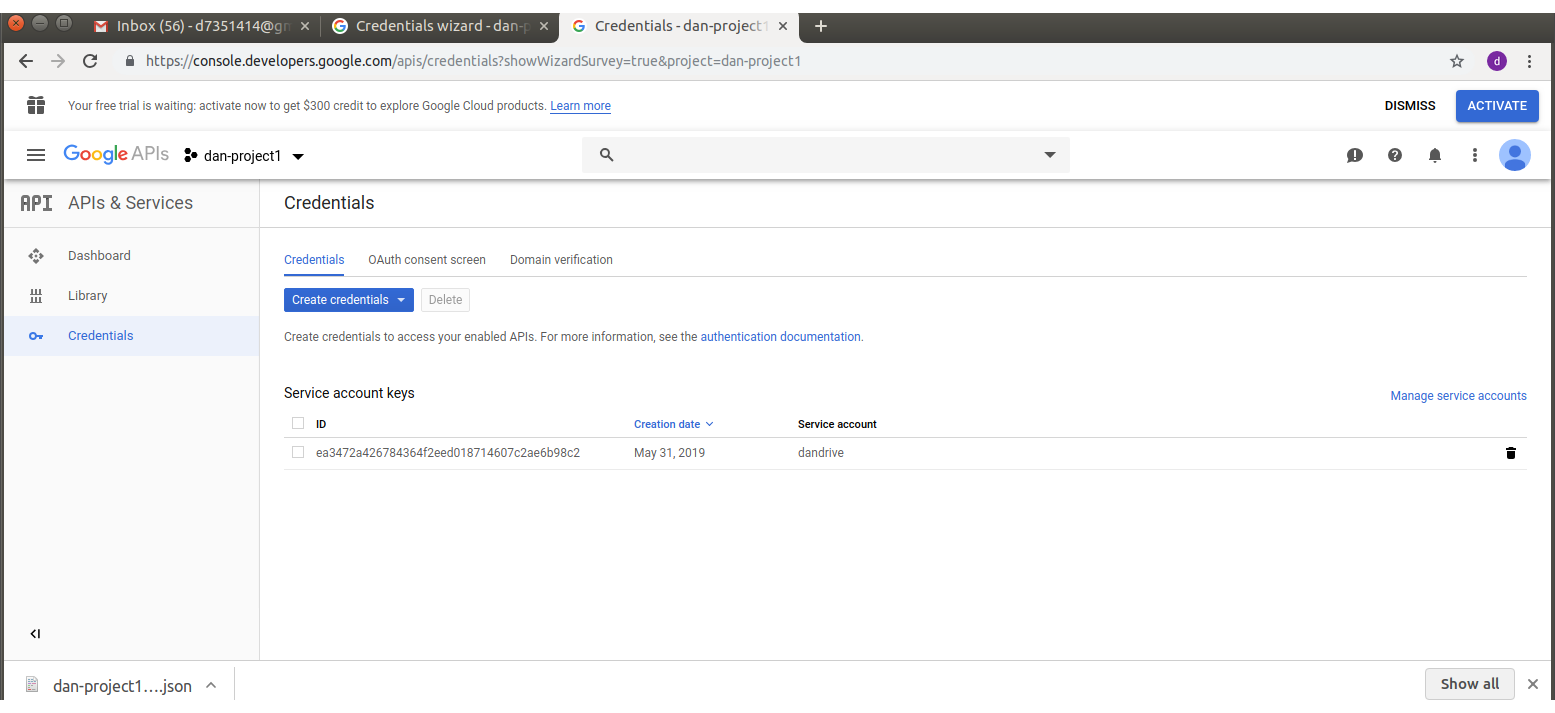 Inbox (56) - d7351414@gm
Credentials wizard - dan-p
Credentials - dan-project1
https://console.developers.google.com/apis/credentials?showWizardSurvey=true&project=dan-project1
d
Your free trial is waiting: activate now to get $300 credit to explore Google Cloud products. Learn more
DISMISS
ACTIVATE
Google APIs
dan-project1
API APIs & Services
Credentials
Dashboard
Library
Credentials
Credentials
OAuth consent screen
Domain verification
Create credentials
Delete
Create credentials to access your enabled APIs. For more information, see the authentication documentation.
Service account keys
Manage service accounts
ID
Creation date
Service account
ea3472a426784364f2eed018714607c2ae6b98c2
May 31, 2019
dandrive
dan-project1....json
Show all